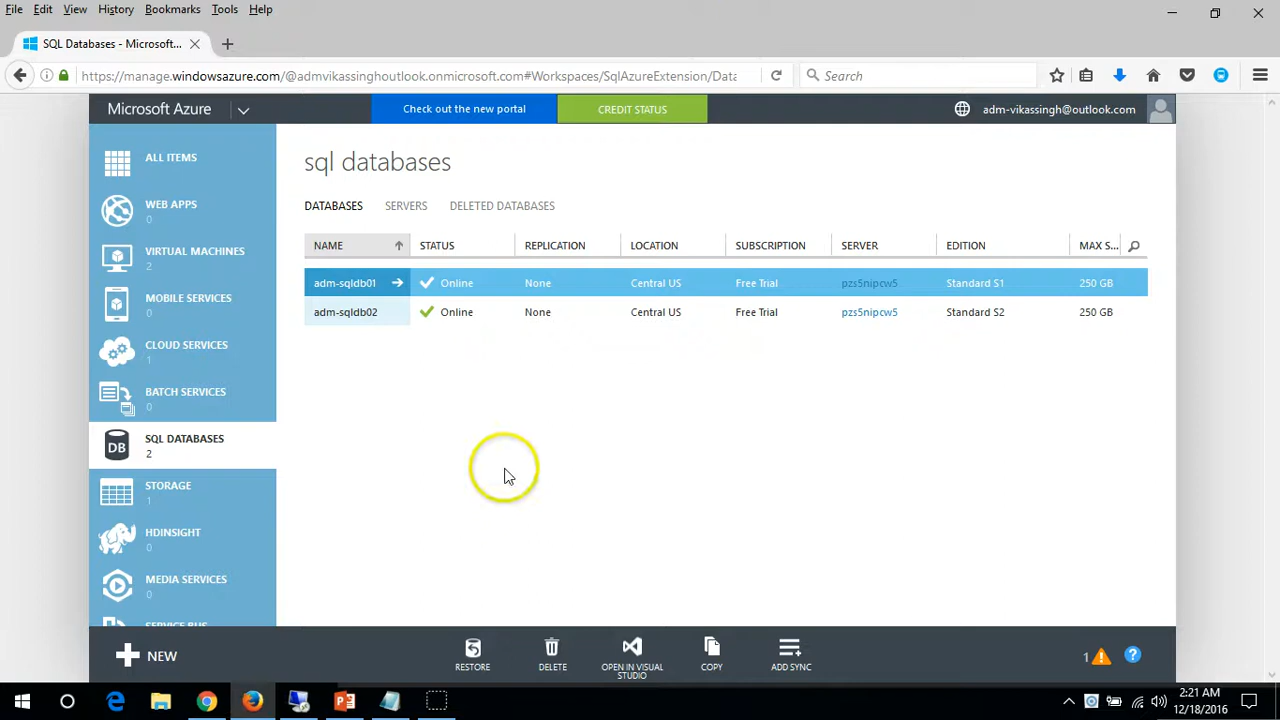 File Edit View History Bookmarks Tools Help
SQL Databases - Microsoft...
https://manage.windowsazure.com/@admvikassinghoutlook.onmicrosoft.com#Workspaces/SqlAzureExtension/Data
Search
Microsoft Azure
Check out the new portal
CREDIT STATUS
adm-vikassingh@outlook.com
ALL ITEMS
WEB APPS
0
VIRTUAL MACHINES
2
MOBILE SERVICES
0
CLOUD SERVICES
1
BATCH SERVICES
0
DB
SQL DATABASES
2
STORAGE
1
HDINSIGHT
0
MEDIA SERVICES
0
SERVICE BUS
sql databases
DATABASES SERVERS DELETED DATABASES
NAME STATUS REPLICATION LOCATION SUBSCRIPTION SERVER EDITION MAX S...
adm-sqldb01 Online None Central US Free Trial pzs5nipcw5 Standard S1 250 GB
adm-sqldb02 Online None Central US Free Trial pzs5nipcw5 Standard S2 250 GB
NEW
RESTORE
DELETE
OPEN IN VISUAL
STUDIO
COPY
ADD SYNC
1
?
2:21 AM
12/18/2016